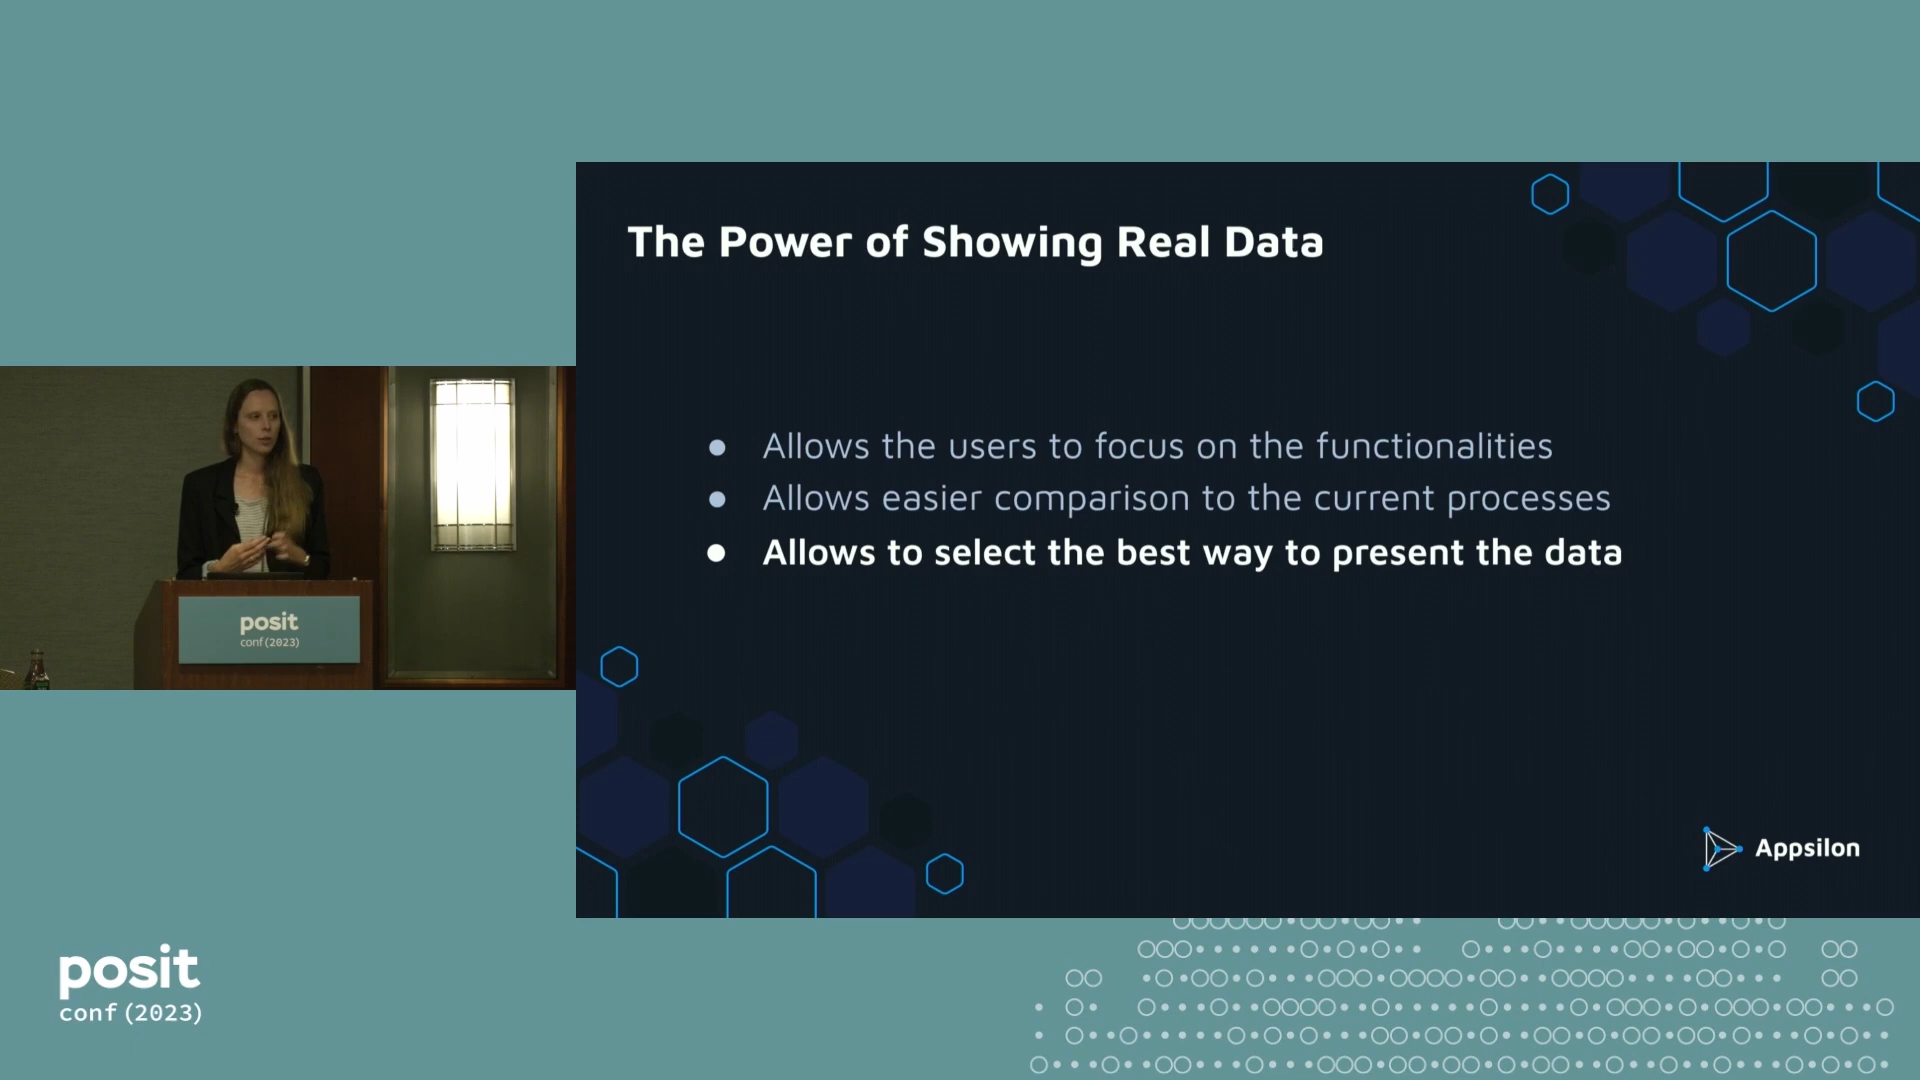 The Power of Showing Real Data
● Allows the users to focus on the functionalities
● Allows easier comparison to the current processes
● Allows to select the best way to present the data
posit
conf(2023)
Appsilon
posit
conf(2023)